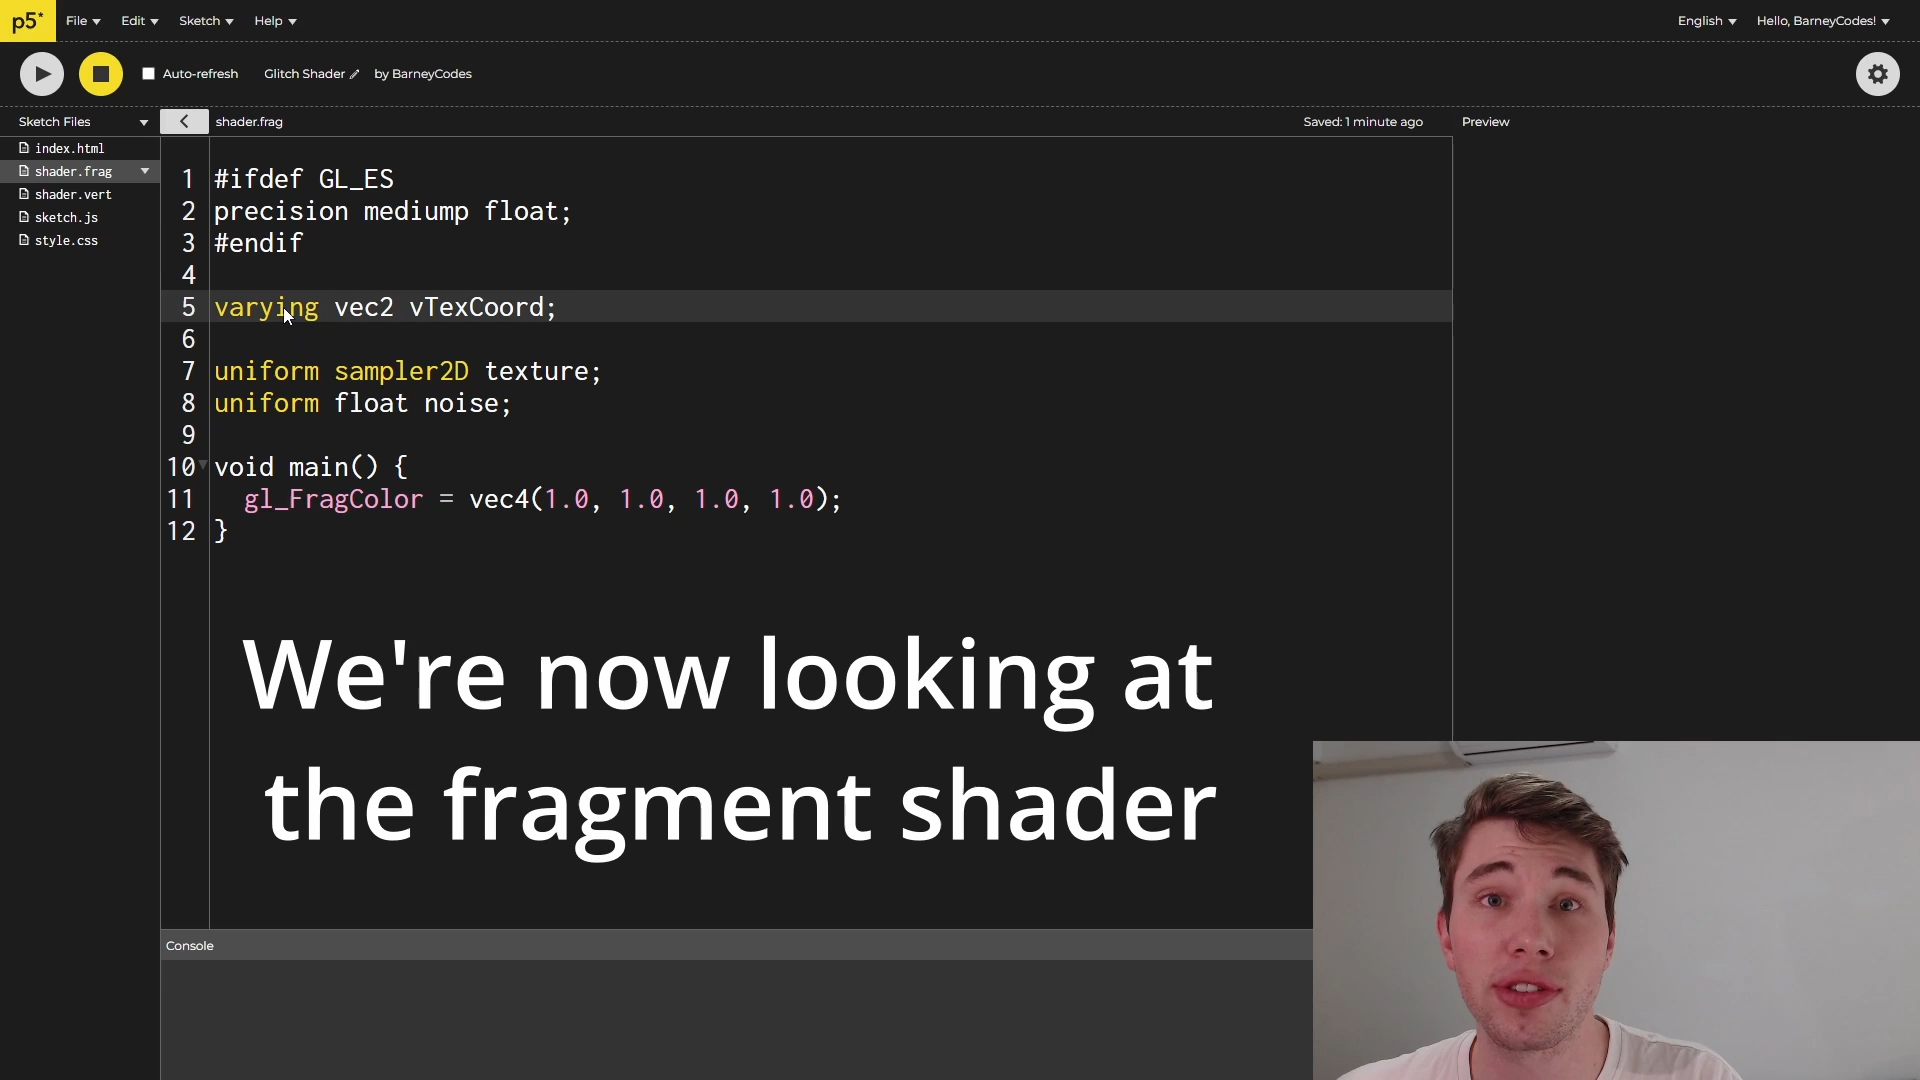 p5* File Edit Sketch Help English Hello, BarneyCodes!
Auto-refresh Glitch Shader by BarneyCodes
Sketch Files shader.frag Saved: 1 minute ago Preview
index.html
shader.frag
shader.vert
sketch.js
style.css
1 #ifdef GL_ES
2 precision mediump float;
3 #endif
4
5 varying vec2 vTexCoord;
6
7 uniform sampler2D texture;
8 uniform float noise;
9
10 void main() {
11 gl_FragColor = vec4(1.0, 1.0, 1.0, 1.0);
12 }
We're now looking at
the fragment shader
Console